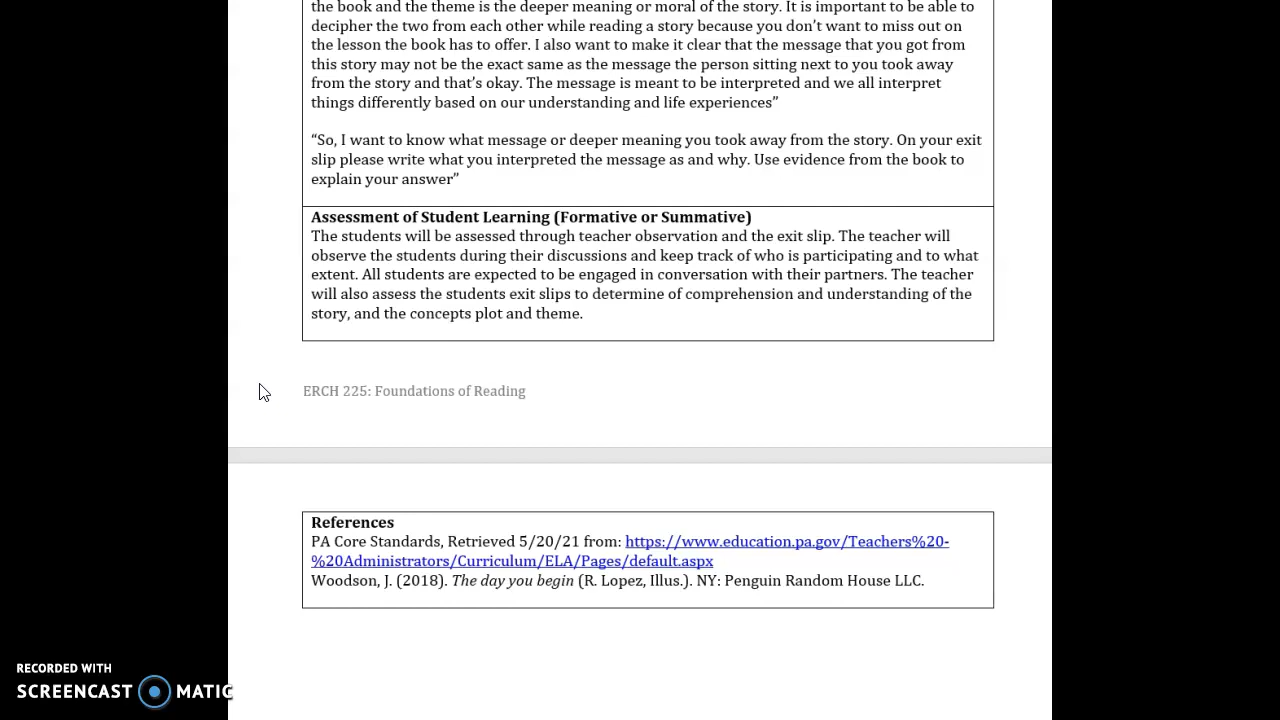 the book and the theme is the deeper meaning or moral of the story. It is important to be able to
decipher the two from each other while reading a story because you don’t want to miss out on
the lesson the book has to offer. I also want to make it clear that the message that you got from
this story may not be the exact same as the message the person sitting next to you took away
from the story and that’s okay. The message is meant to be interpreted and we all interpret
things differently based on our understanding and life experiences”
“So, I want to know what message or deeper meaning you took away from the story. On your exit
slip please write what you interpreted the message as and why. Use evidence from the book to
explain your answer”
Assessment of Student Learning (Formative or Summative)
The students will be assessed through teacher observation and the exit slip. The teacher will
observe the students during their discussions and keep track of who is participating and to what
extent. All students are expected to be engaged in conversation with their partners. The teacher
will also assess the students exit slips to determine of comprehension and understanding of the
story, and the concepts plot and theme.
ERCH 225: Foundations of Reading
References
PA Core Standards, Retrieved 5/20/21 from: https://www.education.pa.gov/Teachers%20-
%20Administrators/Curriculum/ELA/Pages/default.aspx
Woodson, J. (2018). The day you begin (R. Lopez, Illus.). NY: Penguin Random House LLC.
RECORDED WITH
SCREENCAST MATIC